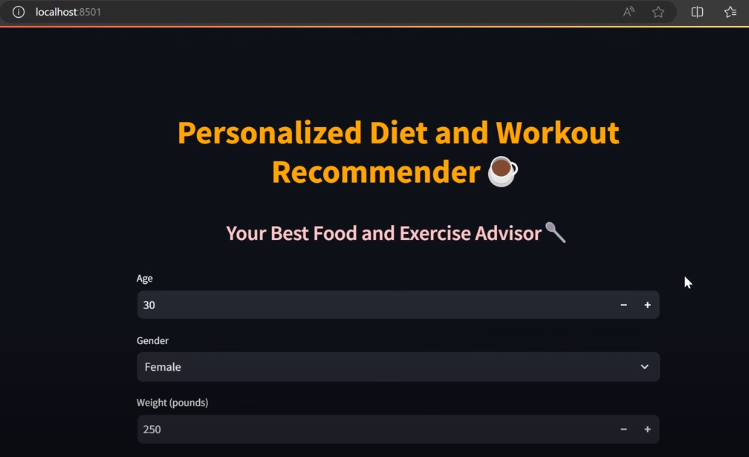 localhost:8501
Personalized Diet and Workout
Recommender
Your Best Food and Exercise Advisor
Age
30
Gender
Female
Weight (pounds)
250